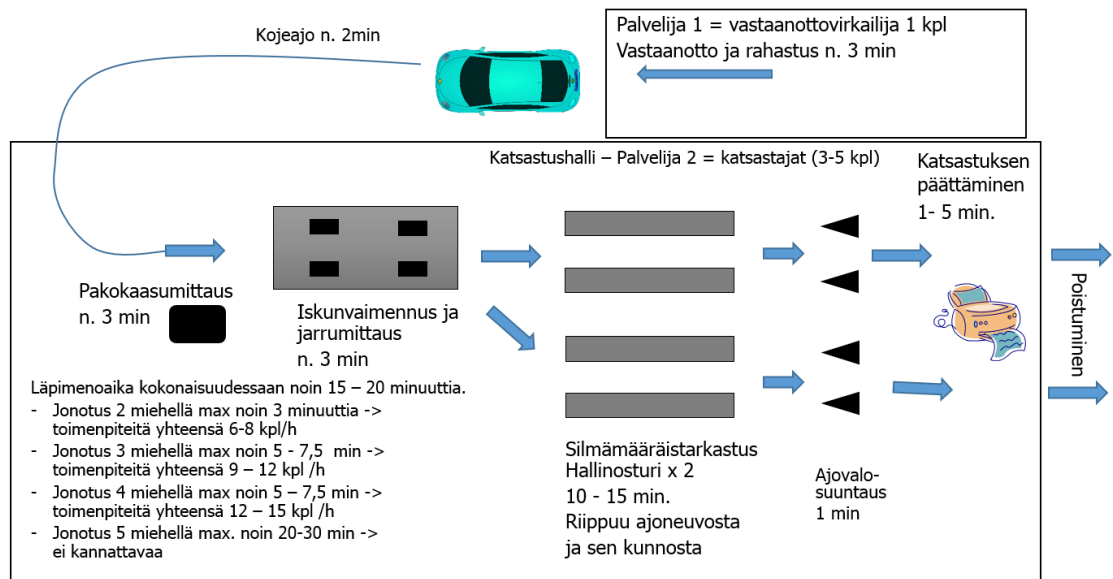 Kojeajo n. 2min
Palvelija 1 = vastaanottovirkailija 1 kpl
Vastaanotto ja rahastus n. 3 min
Katsastushalli – Palvelija 2 = katsastajat (3-5 kpl)
Katsastuksen
päättäminen
1- 5 min.
Pakokaasumittaus
n. 3 min
Iskunvaimennus ja
jarrumittaus
n. 3 min
Poistuminen
Läpimenoaika kokonaisuudessaan noin 15 – 20 minuuttia.
- Jonotus 2 miehellä max noin 3 minuuttia ->
toimenpiteitä yhteensä 6-8 kpl/h
- Jonotus 3 miehellä max noin 5 - 7,5 min ->
toimenpiteitä yhteensä 9 – 12 kpl /h
- Jonotus 4 miehellä max noin 5 – 7,5 min ->
toimenpiteitä yhteensä 12 – 15 kpl /h
- Jonotus 5 miehellä max. noin 20-30 min ->
ei kannattavaa
Silmämääräistarkastus
Hallinosturi x 2
10 - 15 min.
Riippuu ajoneuvosta
ja sen kunnosta
Ajovalo-
suuntaus
1 min